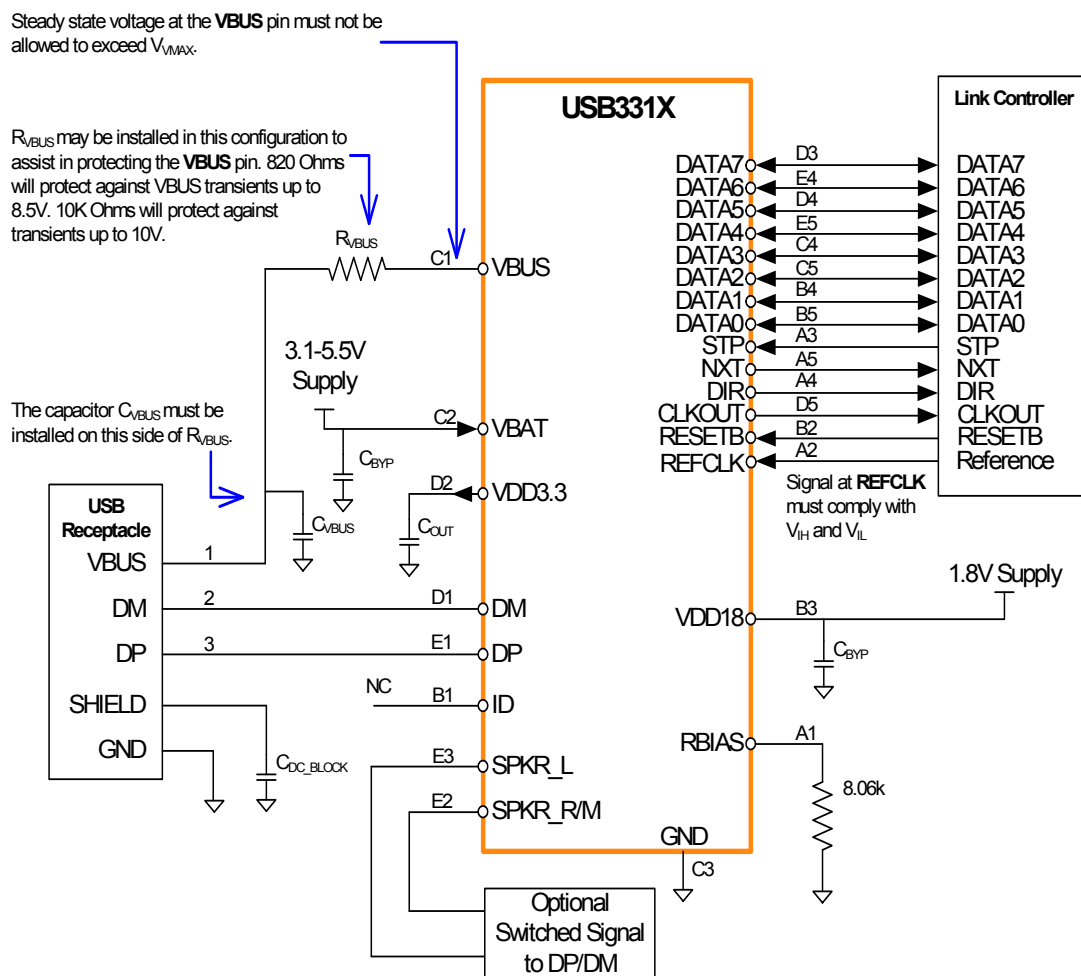 Steady state voltage at the VBUS pin must not be
allowed to exceed VVMAX.
RVBUS may be installed in this configuration to
assist in protecting the VBUS pin. 820 Ohms
will protect against VBUS transients up to
8.5V. 10K Ohms will protect against
transients up to 10V.
RVBUS
C1
VBUS
3.1-5.5V
Supply
The capacitor CVBUS must be
installed on this side of RVBUS.
C2
VBAT
CBYP
D2
VDD3.3
CVBUS
COUT
USB
Receptacle
VBUS
1
DM
2
D1
DM
DP
3
E1
DP
SHIELD
NC
B1
ID
GND
CDC_BLOCK
E3
SPKR_L
E2
SPKR_R/M
USB331X
Link Controller
DATA7
D3
DATA7
DATA6
E4
DATA6
DATA5
D4
DATA5
DATA4
E5
DATA4
DATA3
C4
DATA3
DATA2
C5
DATA2
DATA1
B4
DATA1
DATA0
B5
DATA0
STP
A3
STP
NXT
A5
NXT
DIR
A4
DIR
CLKOUT
D5
CLKOUT
RESETB
B2
RESETB
REFCLK
A2
Reference
Signal at REFCLK
must comply with
VIH and VIL
1.8V Supply
VDD18
B3
CBYP
RBIAS
A1
8.06k
GND
C3
Optional
Switched Signal
to DP/DM